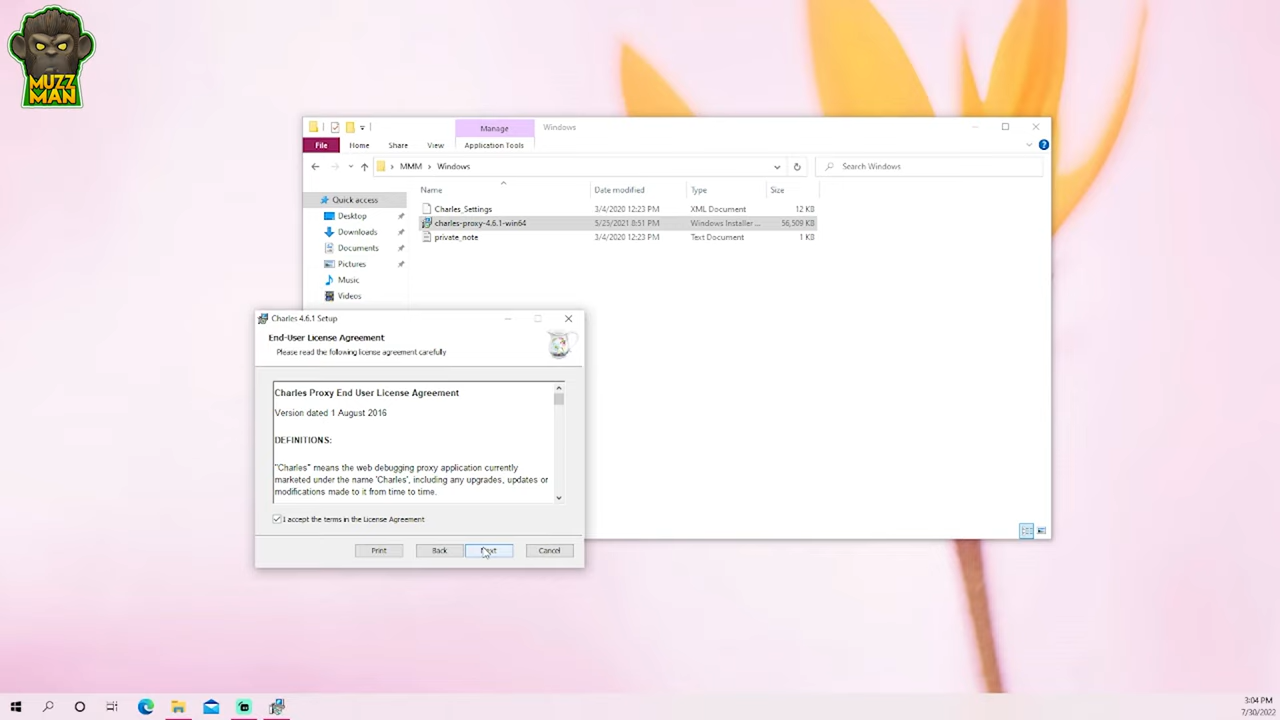 MUZZ
MAN
Manage
Windows
File
Home
Share
View
Application Tools
MMM
Windows
Search Windows
Name
Date modified
Type
Size
Quick access
Desktop
Downloads
Documents
Pictures
Music
Videos
Charles_Settings
3/4/2020 12:23 PM
XML Document
12 KB
charles-proxy-4.6.1-win64
5/25/2021 8:51 PM
Windows Installer ...
56,509 KB
private_note
3/4/2020 12:23 PM
Text Document
1 KB
Charles 4.6.1 Setup
End-User License Agreement
Please read the following license agreement carefully
Charles Proxy End User License Agreement
Version dated 1 August 2016
DEFINITIONS:
"Charles" means the web debugging proxy application currently
marketed under the name 'Charles', including any upgrades, updates or
modifications made to it from time to time.
I accept the terms in the License Agreement
Print
Back
Next
Cancel
3:04 PM
7/30/2022